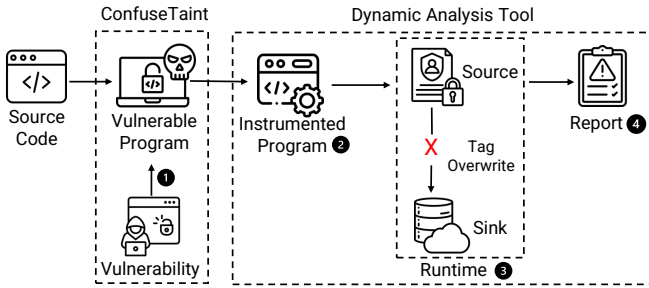 ConfuseTaint
Dynamic Analysis Tool
</>
Source
Code
</>
Vulnerable
Program
1
Vulnerability
</>
Instrumented
Program 2
Source
X
Tag
Overwrite
Sink
Runtime 3
Report 4